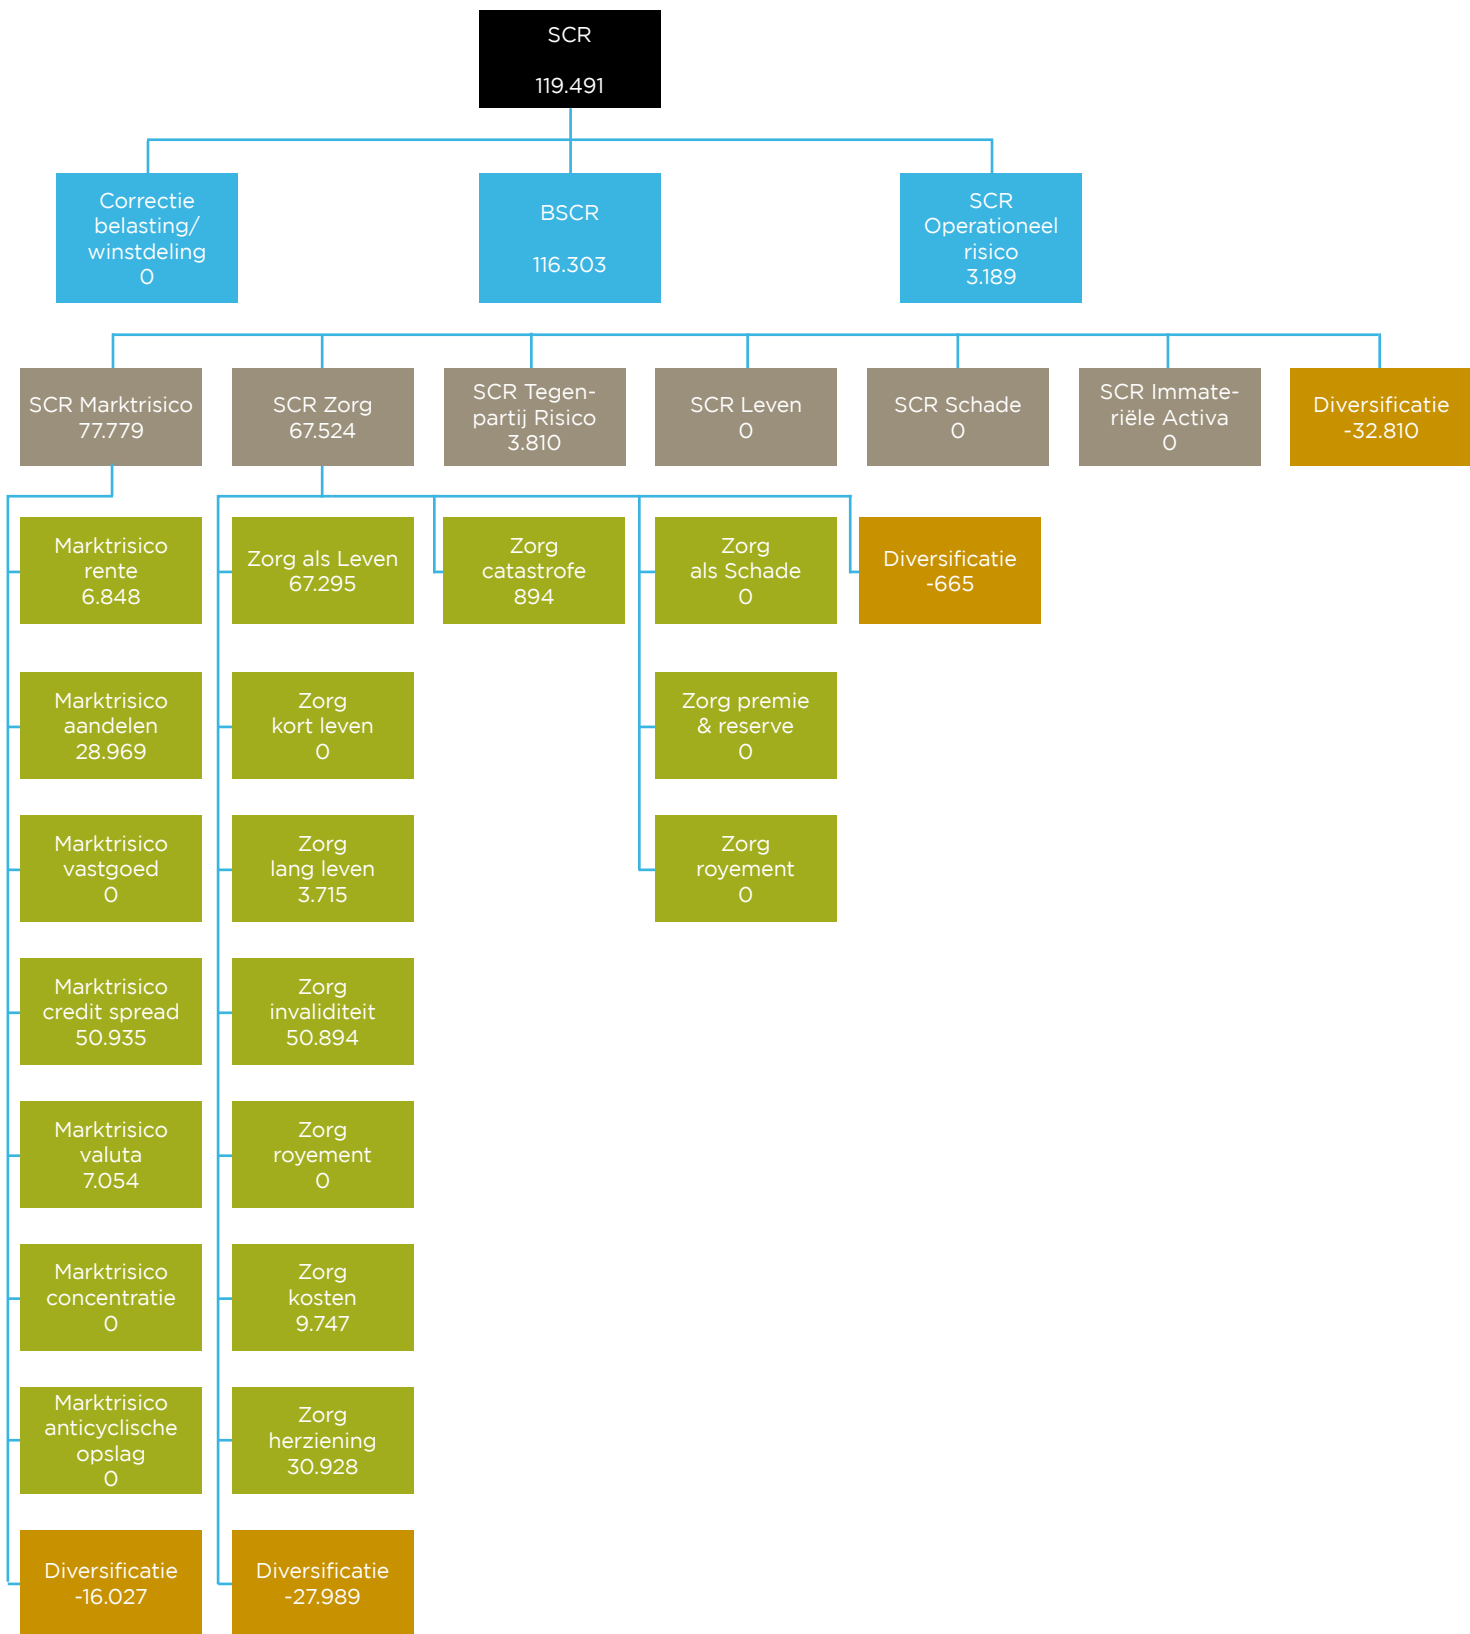 SCR
119.491
Correctie
belasting/
winstdeling
0
BSCR
116.303
SCR
Operationeel
risico
3.189
SCR Marktrisico
77.779
SCR Zorg
67.524
SCR Tegen-
partij Risico
3.810
SCR Leven
0
SCR Schade
0
SCR Immate-
riële Activa
0
Diversificatie
-32.810
Marktrisico
rente
6.848
Zorg als Leven
67.295
Zorg
catastrofe
894
Zorg
als Schade
0
Diversificatie
-665
Marktrisico
aandelen
28.969
Zorg
kort leven
0
Zorg premie
& reserve
0
Marktrisico
vastgoed
0
Zorg
lang leven
3.715
Zorg
royement
0
Marktrisico
credit spread
50.935
Zorg
invaliditeit
50.894
Marktrisico
valuta
7.054
Zorg
royement
0
Marktrisico
concentratie
0
Zorg
kosten
9.747
Marktrisico
anticyclische
opslag
0
Zorg
herziening
30.928
Diversificatie
-16.027
Diversificatie
-27.989